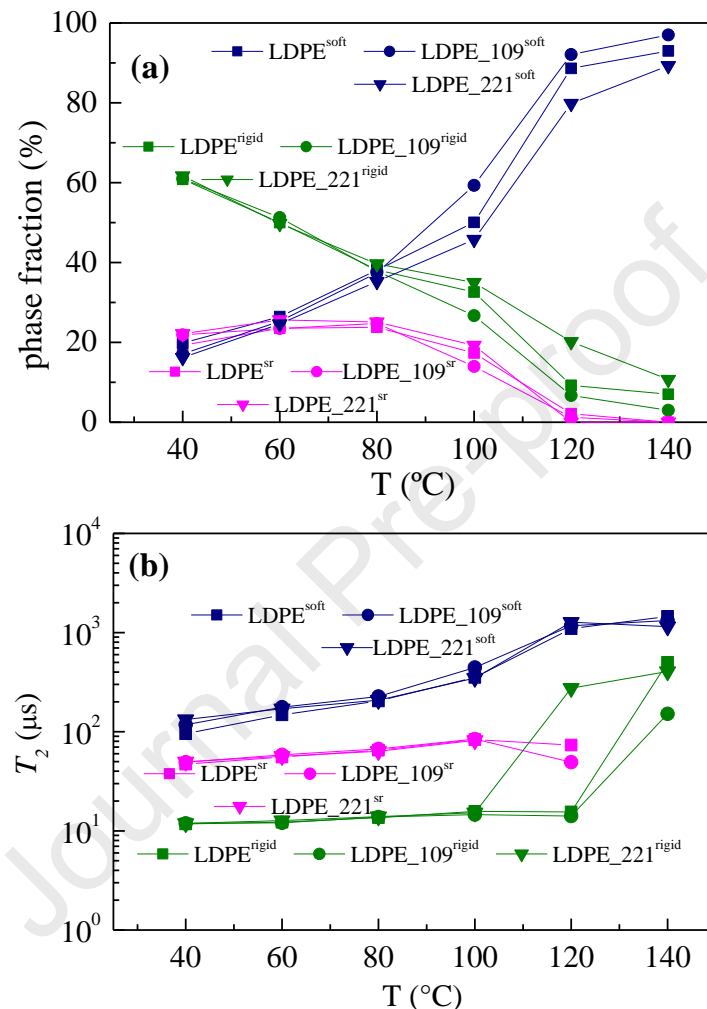 100
80
60
40
20
0
phase fraction (%)
(a)
LDPE^soft LDPE_109^soft
LDPE_221^soft
LDPE^rigid LDPE_109^rigid
LDPE_221^rigid
LDPE^sr LDPE_109^sr
LDPE_221^sr
40 60 80 100 120 140
T (ºC)
Journal Pre-proof
10^4
10^3
10^2
10^1
10^0
T_2 (μs)
(b)
LDPE^soft LDPE_109^soft
LDPE_221^soft
LDPE^sr LDPE_109^sr
LDPE_221^sr
LDPE^rigid LDPE_109^rigid LDPE_221^rigid
40 60 80 100 120 140
T (°C)